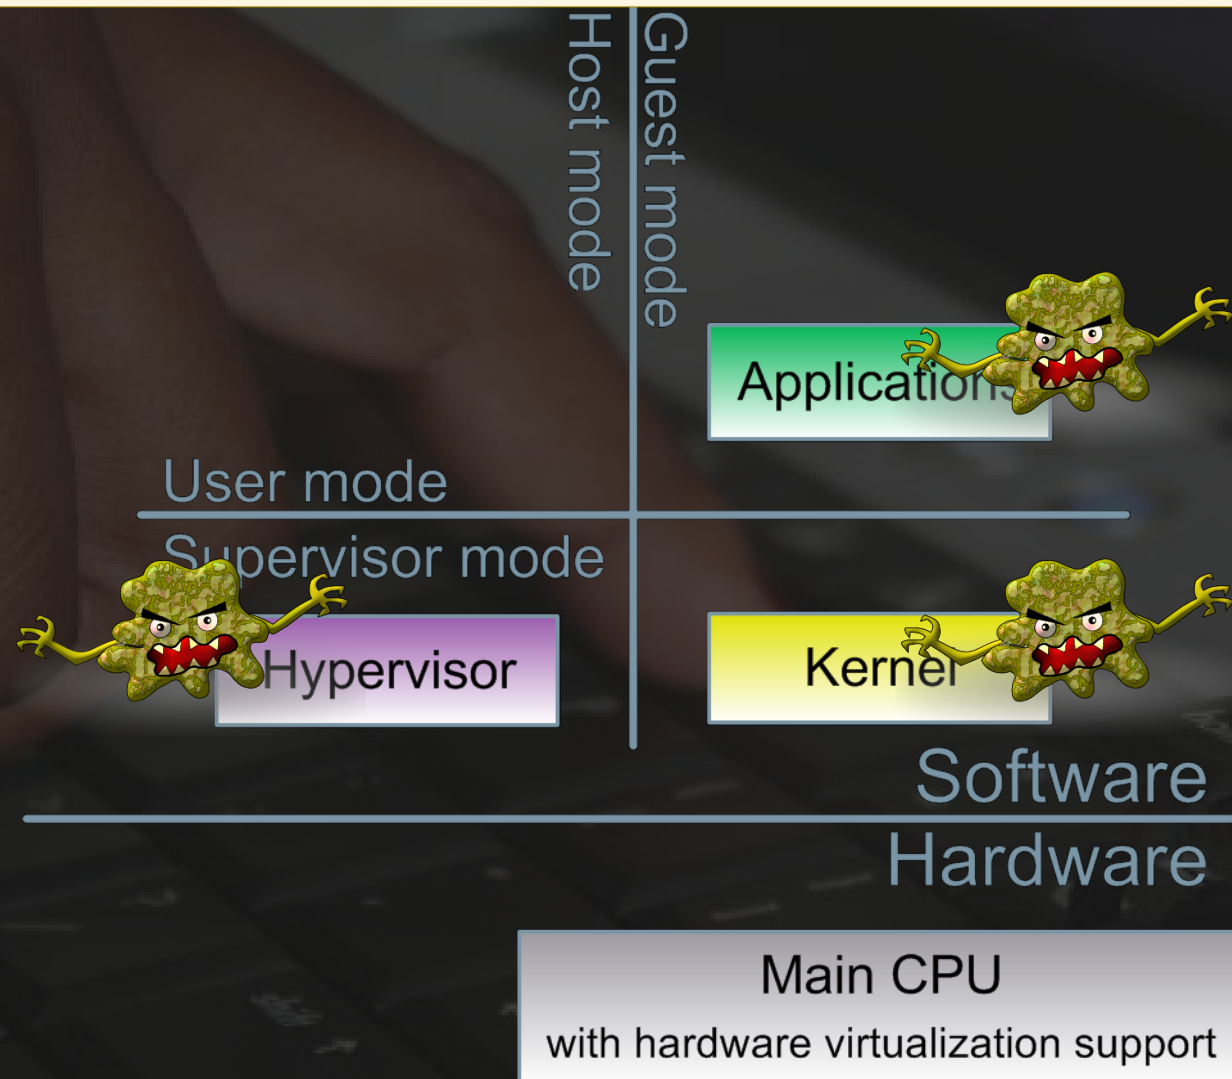 Host mode
Guest mode
Applications
User mode
Supervisor mode
Hypervisor
Kernel
Software
Hardware
Main CPU
with hardware virtualization support